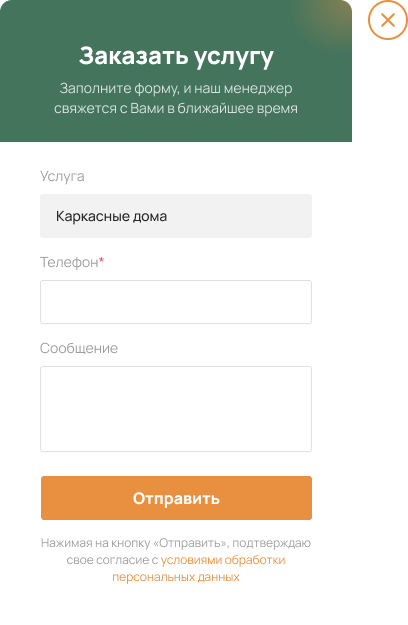 Заказать услугу
Заполните форму, и наш менеджер
свяжется с Вами в ближайшее время
Услуга
Каркасные дома
Телефон*
Сообщение
Отправить
Нажимая на кнопку «Отправить», подтверждаю
свое согласие с условиями обработки
персональных данных